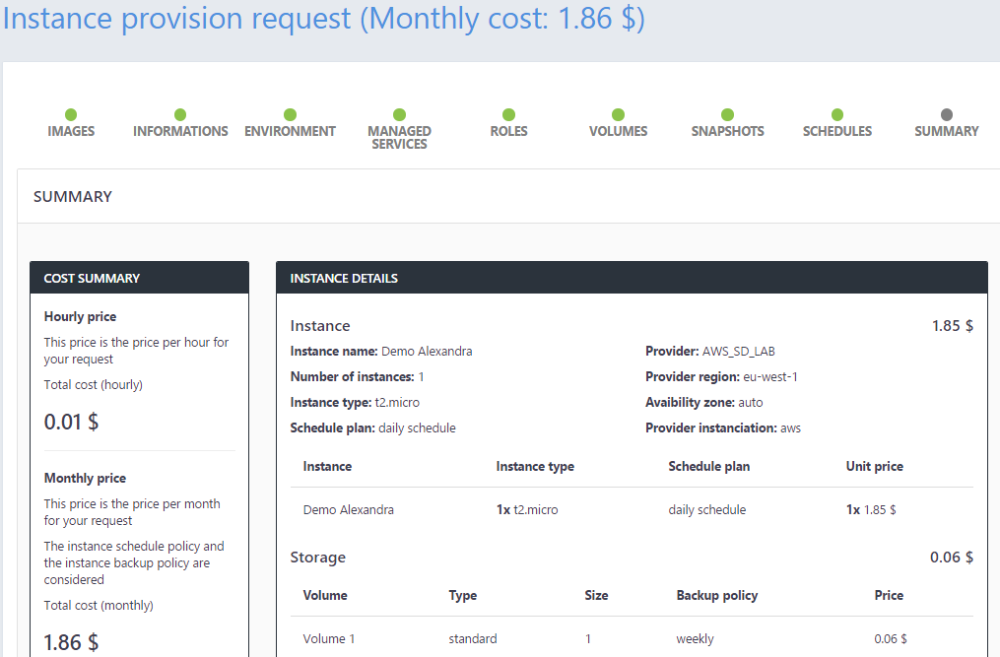 Instance provision request (Monthly cost: 1.86 $)
IMAGES
INFORMATIONS
ENVIRONMENT
MANAGED
SERVICES
ROLES
VOLUMES
SNAPSHOTS
SCHEDULES
SUMMARY
SUMMARY
COST SUMMARY
Hourly price
This price is the price per hour for
your request
Total cost (hourly)
0.01 $
Monthly price
This price is the price per month
for your request
The instance schedule policy and
the instance backup policy are
considered
Total cost (monthly)
1.86 $
INSTANCE DETAILS
Instance 1.85 $
Instance name: Demo Alexandra Provider: AWS_SD_LAB
Number of instances: 1 Provider region: eu-west-1
Instance type: t2.micro Avaibility zone: auto
Schedule plan: daily schedule Provider instanciation: aws
Instance Instance type Schedule plan Unit price
Demo Alexandra 1x t2.micro daily schedule 1x 1.85 $
Storage 0.06 $
Volume Type Size Backup policy Price
Volume 1 standard 1 weekly 0.06 $